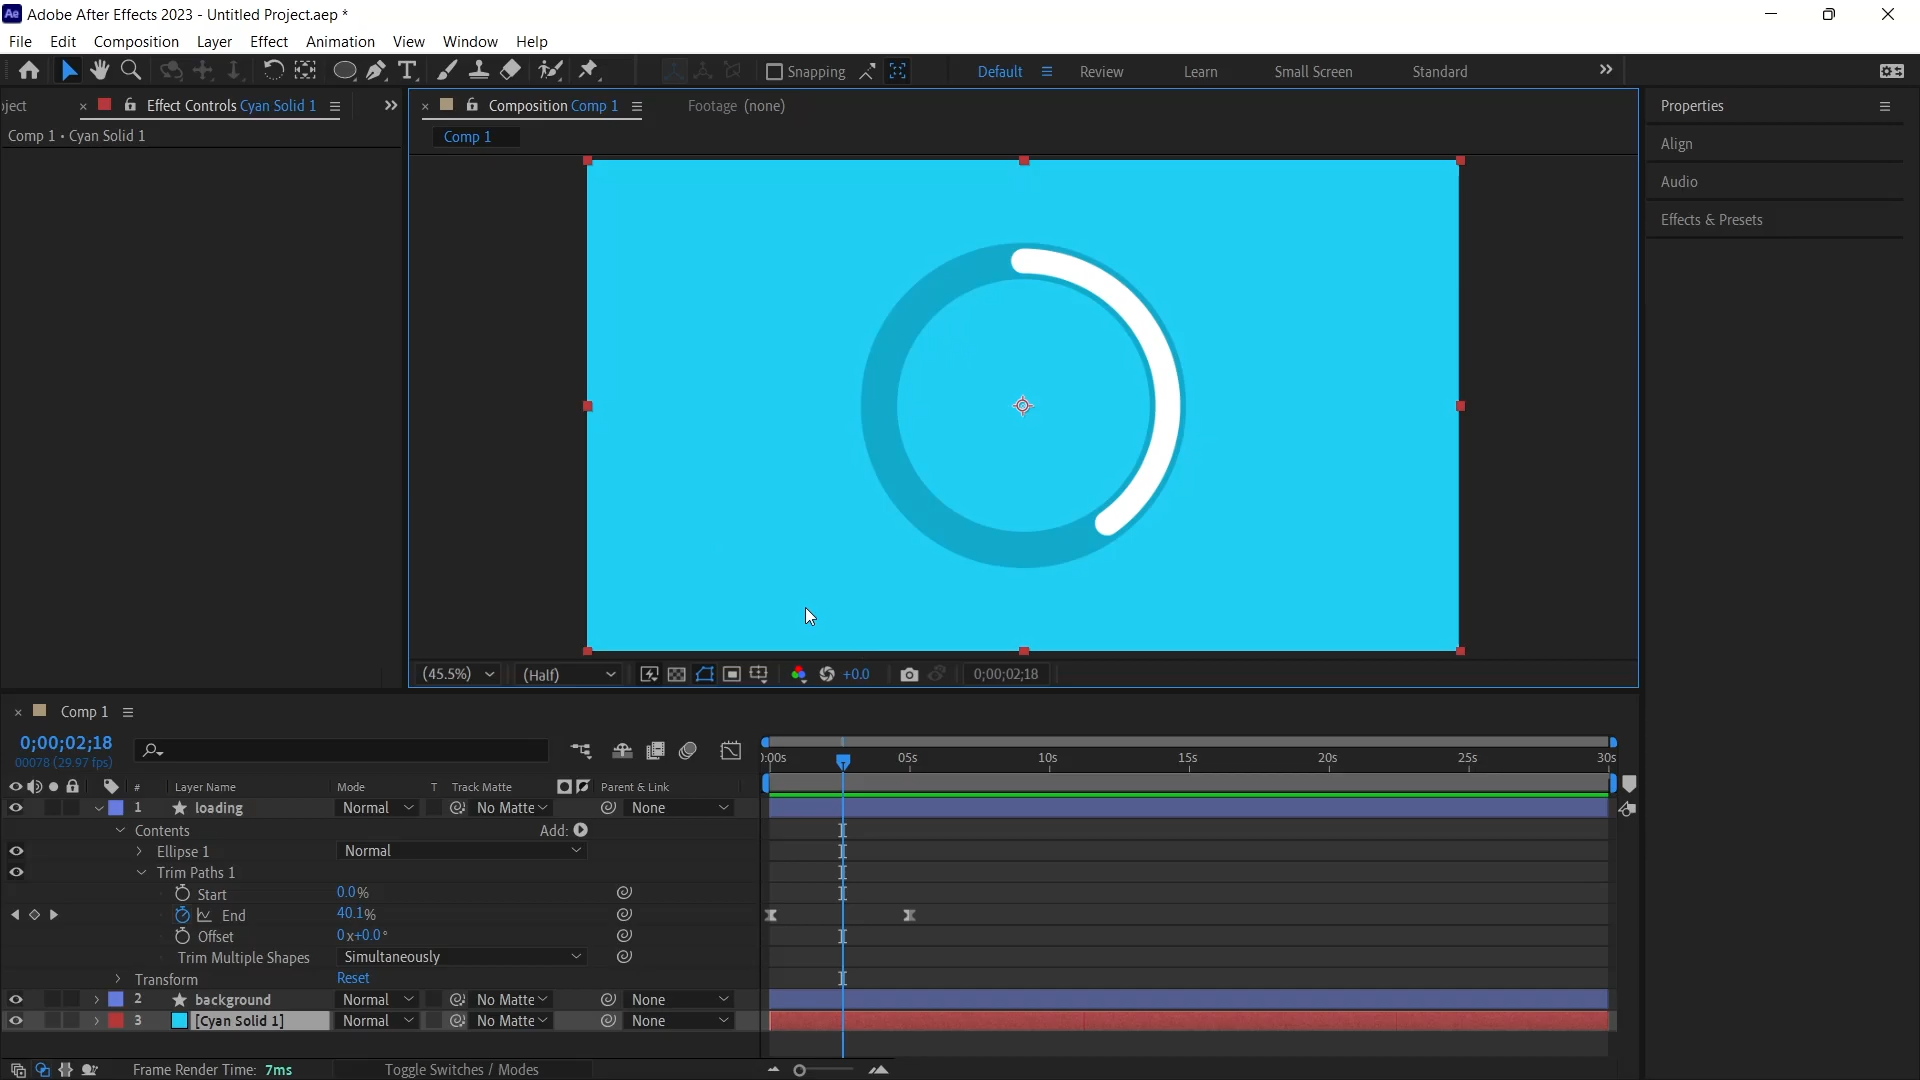 Ae Adobe After Effects 2023 - Untitled Project.aep *
File Edit Composition Layer Effect Animation View Window Help
Snapping Default Review Learn Small Screen Standard
ject Effect Controls Cyan Solid 1 Composition Comp 1 Footage (none) Properties
Comp 1 • Cyan Solid 1 Comp 1
Align
Audio
Effects & Presets
(45.5%) (Half) +0.0 0;00;02;18
Comp 1
0;00;02;18
00078 (29.97 fps)
):00s 05s 10s 15s 20s 25s 30s
# Layer Name Mode T Track Matte Parent & Link
1 loading Normal No Matte None
Contents Add:
Ellipse 1 Normal
Trim Paths 1
Start 0.0%
End 40.1%
Offset 0x+0.0°
Trim Multiple Shapes Simultaneously
Transform Reset
2 background Normal No Matte None
3 [Cyan Solid 1] Normal No Matte None
Frame Render Time: 7ms Toggle Switches / Modes